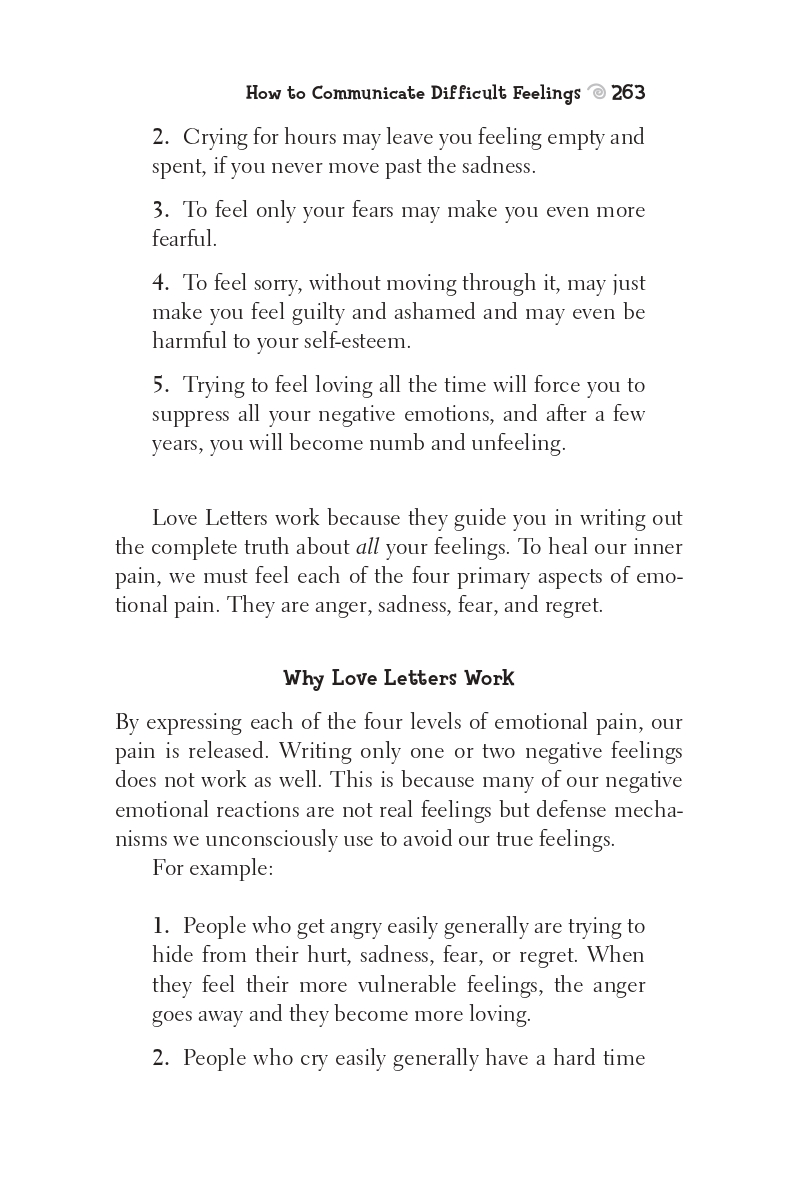 How to Communicate Difficult Feelings 263
2. Crying for hours may leave you feeling empty and
spent, if you never move past the sadness.
3. To feel only your fears may make you even more
fearful.
4. To feel sorry, without moving through it, may just
make you feel guilty and ashamed and may even be
harmful to your self-esteem.
5. Trying to feel loving all the time will force you to
suppress all your negative emotions, and after a few
years, you will become numb and unfeeling.
Love Letters work because they guide you in writing out
the complete truth about all your feelings. To heal our inner
pain, we must feel each of the four primary aspects of emo-
tional pain. They are anger, sadness, fear, and regret.
Why Love Letters Work
By expressing each of the four levels of emotional pain, our
pain is released. Writing only one or two negative feelings
does not work as well. This is because many of our negative
emotional reactions are not real feelings but defense mecha-
nisms we unconsciously use to avoid our true feelings.
For example:
1. People who get angry easily generally are trying to
hide from their hurt, sadness, fear, or regret. When
they feel their more vulnerable feelings, the anger
goes away and they become more loving.
2. People who cry easily generally have a hard time